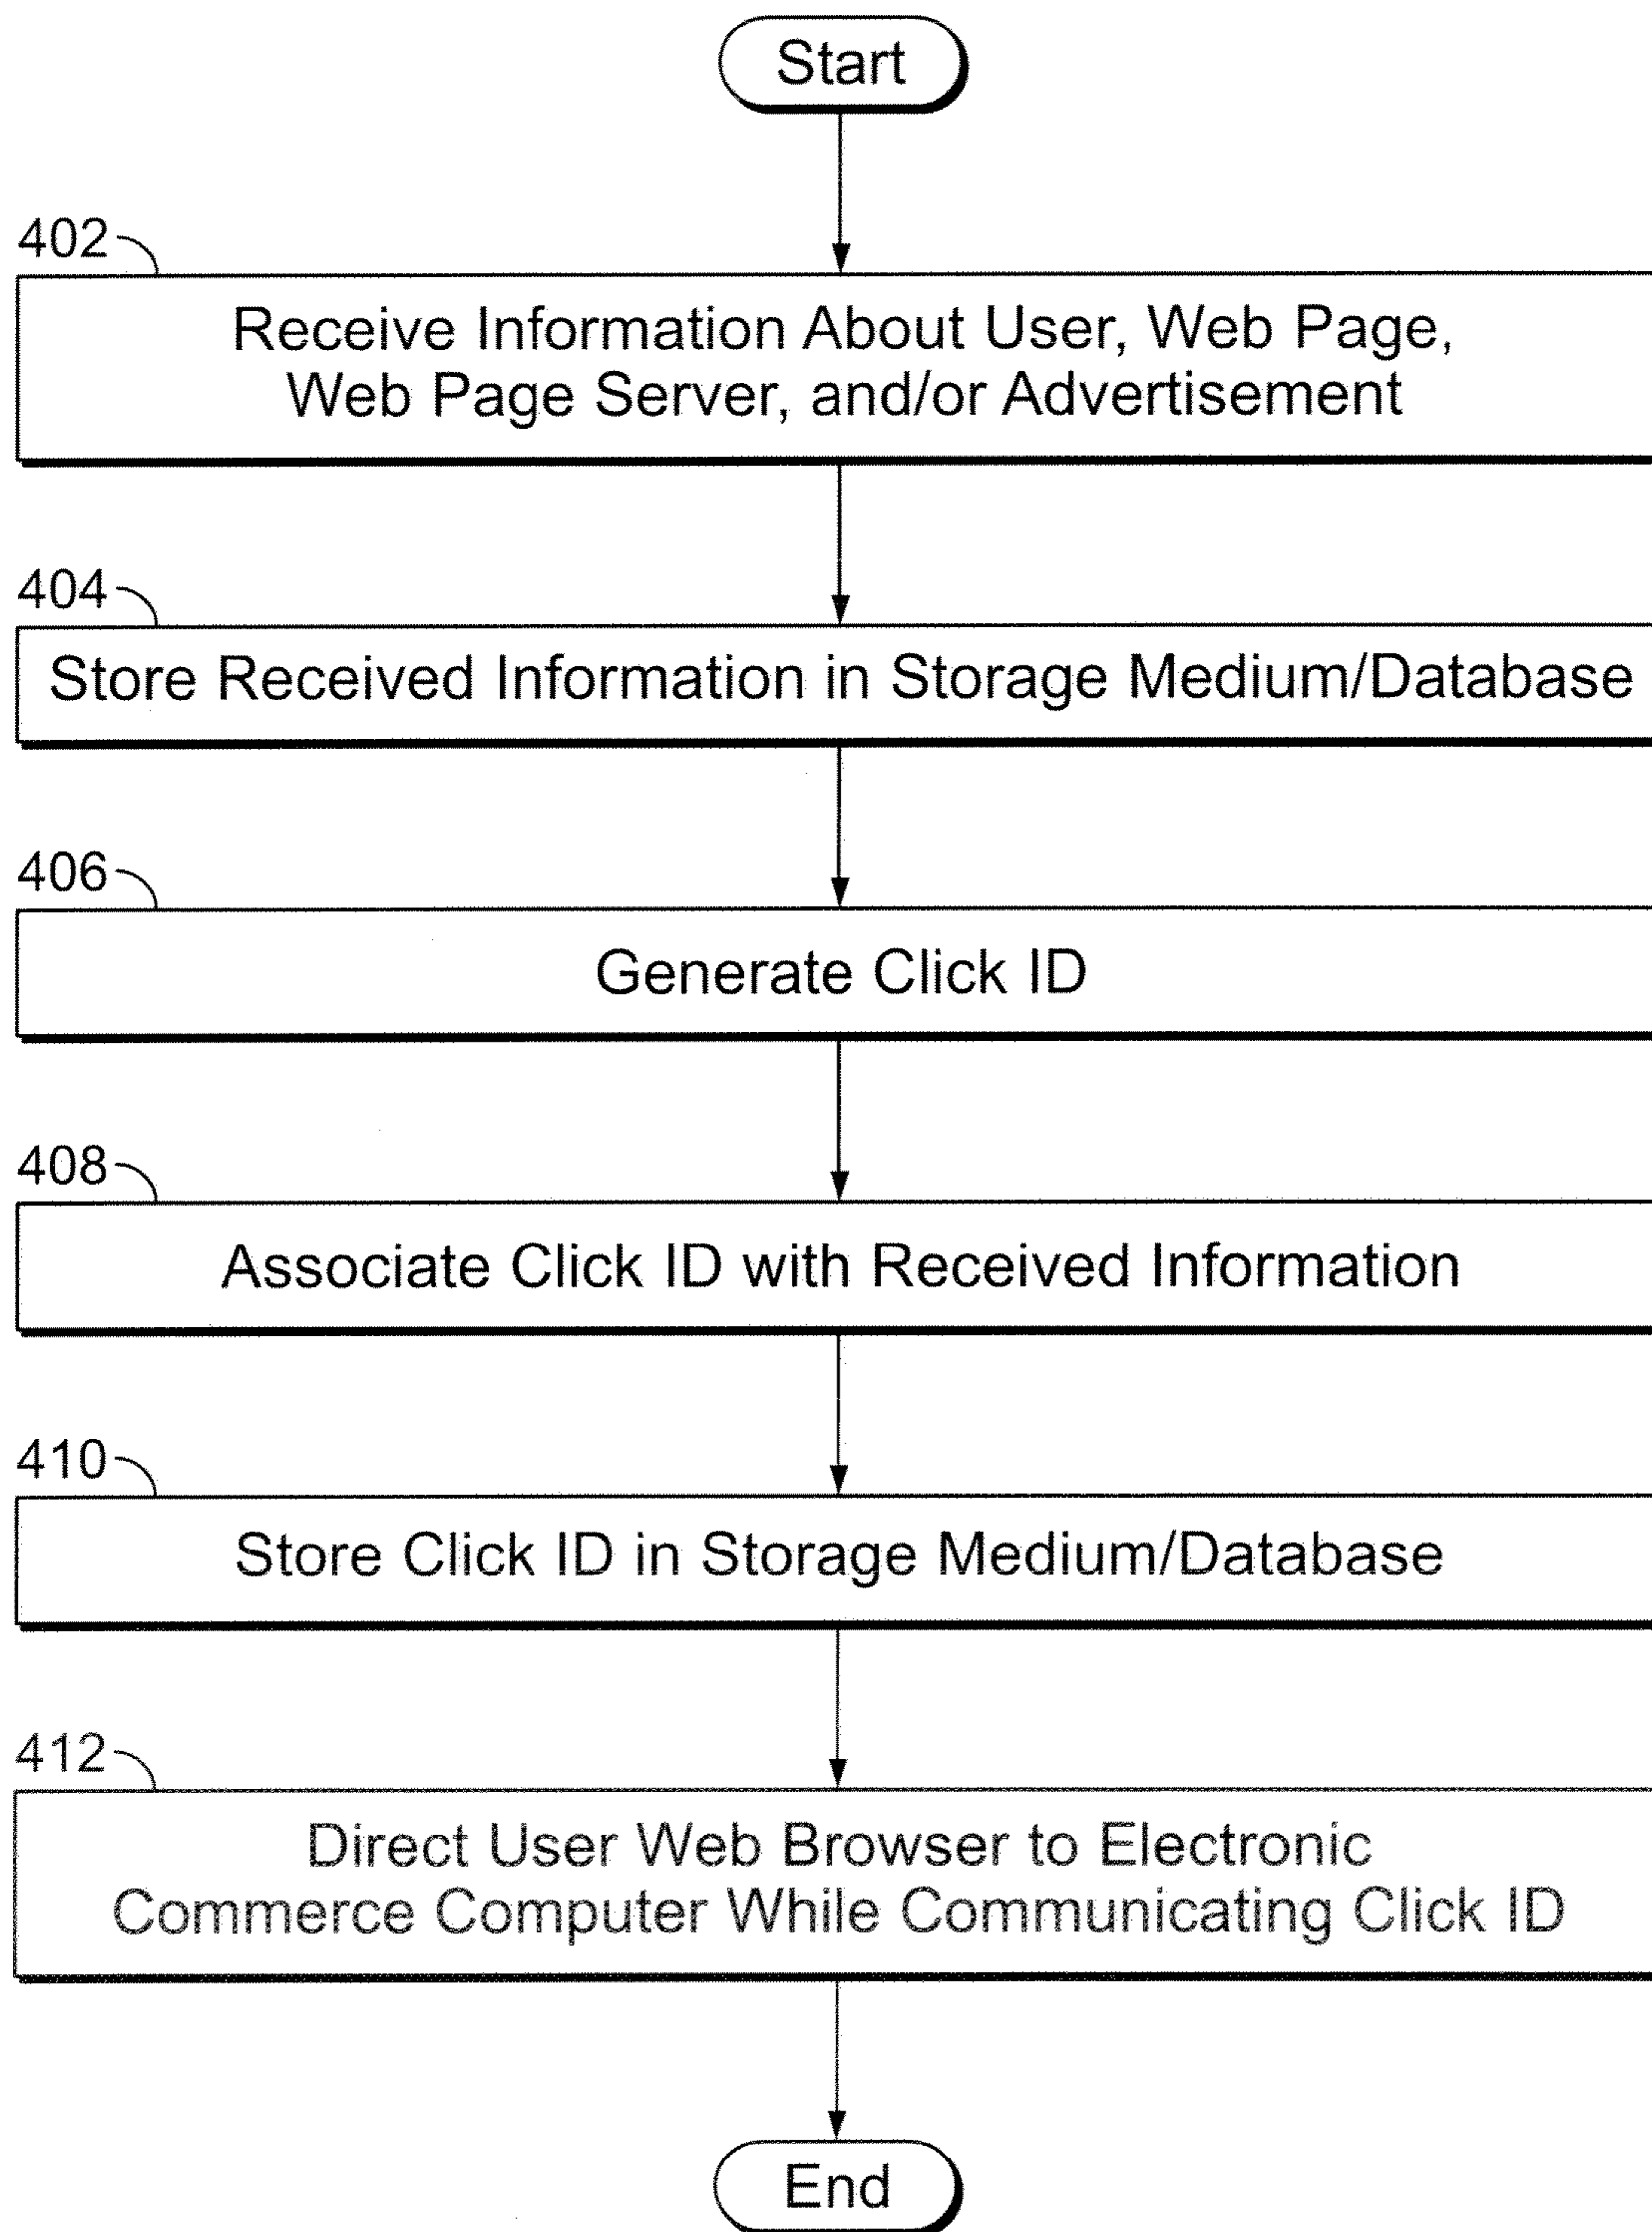 Start
402
Receive Information About User, Web Page,
Web Page Server, and/or Advertisement
404
Store Received Information in Storage Medium/Database
406
Generate Click ID
408
Associate Click ID with Received Information
410
Store Click ID in Storage Medium/Database
412
Direct User Web Browser to Electronic
Commerce Computer While Communicating Click ID
End